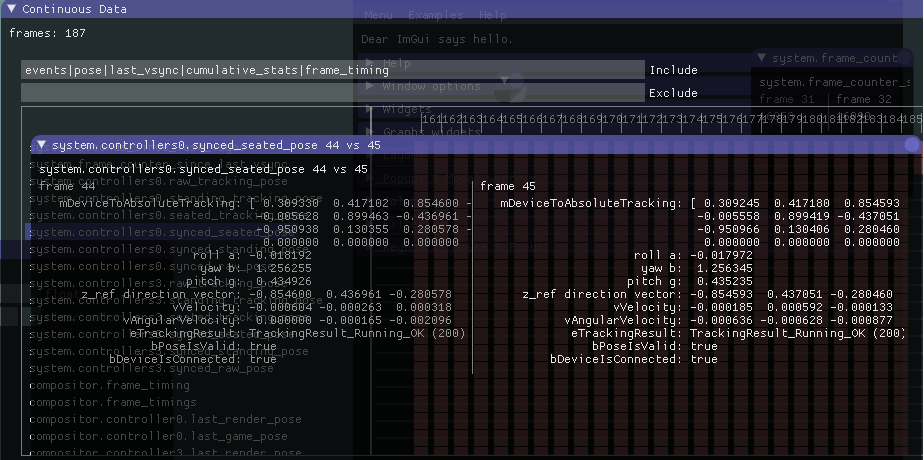 Continuous Data
frames: 187
Menu Examples Help
Dear ImGui says hello.
Help
Window options
Widgets
Graphs widgets
events|pose|last_vsync|cumulative_stats|frame_timing Include
Exclude
system.frame_count
system.frame_counter_s
frame 31 frame 32
161 162 163 164 165 166 167 168 169 170 171 172 173 174 175 176 177 178 179 180 181 182 183 184 185
system.controllers0.synced_seated_pose 44 vs 45
system.controllers0.synced_seated_pose 44 vs 45
frame 44 frame 45
mDeviceToAbsoluteTracking: [ 0.309330 0.417102 0.854600 - mDeviceToAbsoluteTracking: [ 0.309245 0.417180 0.854593
-0.005628 0.899463 -0.436961 - -0.005558 0.899419 -0.437051
-0.950938 0.130355 0.280578 - -0.950966 0.130406 0.280460
0.000000 0.000000 0.000000 0.000000 0.000000 0.000000
roll a: -0.018192 roll a: -0.017972
yaw b: 1.256255 yaw b: 1.256345
pitch g: 0.434926 pitch g: 0.435235
z_ref direction vector: -0.854600 0.436961 -0.280578 z_ref direction vector: -0.854593 0.437051 -0.280460
vVelocity: -0.000604 -0.000263 0.000318 vVelocity: -0.000185 0.000592 -0.000133
vAngularVelocity: -0.000165 -0.002096 vAngularVelocity: -0.000636 -0.000628 -0.000877
eTrackingResult: TrackingResult_Running_OK (200) eTrackingResult: TrackingResult_Running_OK (200)
bPoseIsValid: true bPoseIsValid: true
bDeviceIsConnected: true bDeviceIsConnected: true
system.frame_counter_since_last_vsync
system.controllers0.raw_tracking_pose
system.controllers0.standing_tracking_pose
system.controllers0.seated_tracking_pose
system.controllers0.synced_seated_pose
system.controllers0.synced_standing_pose
system.controllers0.synced_raw_pose
system.controllers3.raw_tracking_pose
system.controllers3.synced_standing_pose
system.controllers3.synced_raw_pose
compositor.frame_timing
compositor.frame_timings
compositor.controller0.last_render_pose
compositor.controller0.last_game_pose
compositor.controller3.last_render_pose